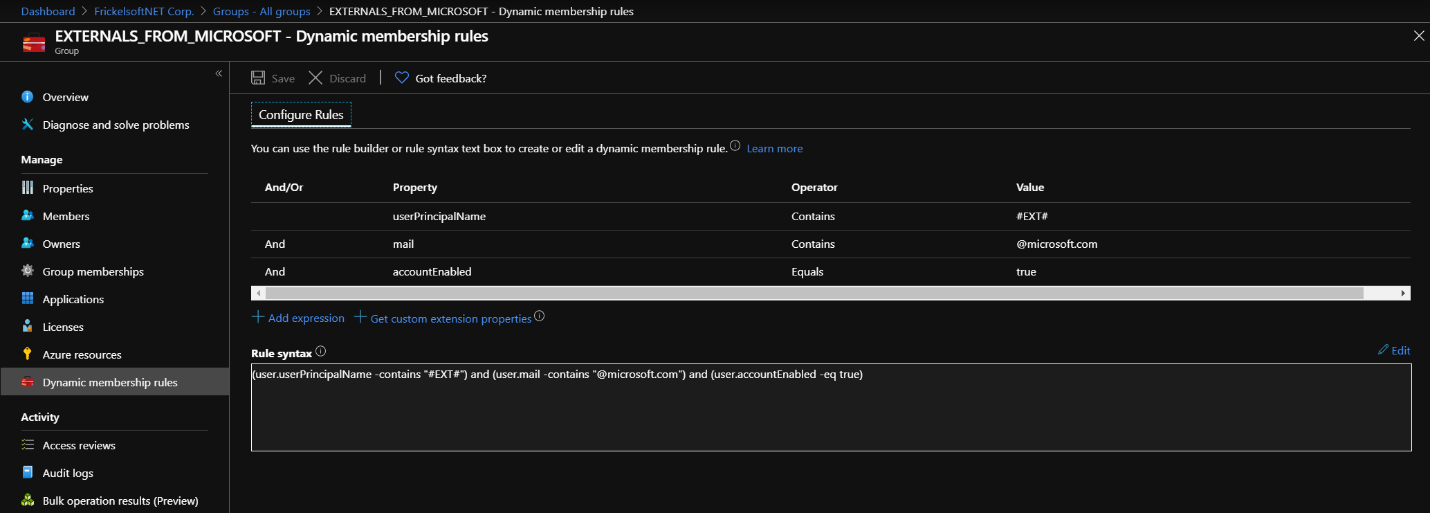 Dashboard > FrickelsoftNET Corp. > Groups - All groups > EXTERNALS_FROM_MICROSOFT - Dynamic membership rules
EXTERNALS_FROM_MICROSOFT - Dynamic membership rules
Group
Overview
Diagnose and solve problems
Manage
Properties
Members
Owners
Group memberships
Applications
Licenses
Azure resources
Dynamic membership rules
Activity
Access reviews
Audit logs
Bulk operation results (Preview)
Save Discard Got feedback?
Configure Rules
You can use the rule builder or rule syntax text box to create or edit a dynamic membership rule. Learn more
And/Or Property Operator Value
userPrincipalName Contains #EXT#
And mail Contains @microsoft.com
And accountEnabled Equals true
Add expression Get custom extension properties
Rule syntax Edit
(user.userPrincipalName -contains "#EXT#") and (user.mail -contains "@microsoft.com") and (user.accountEnabled -eq true)